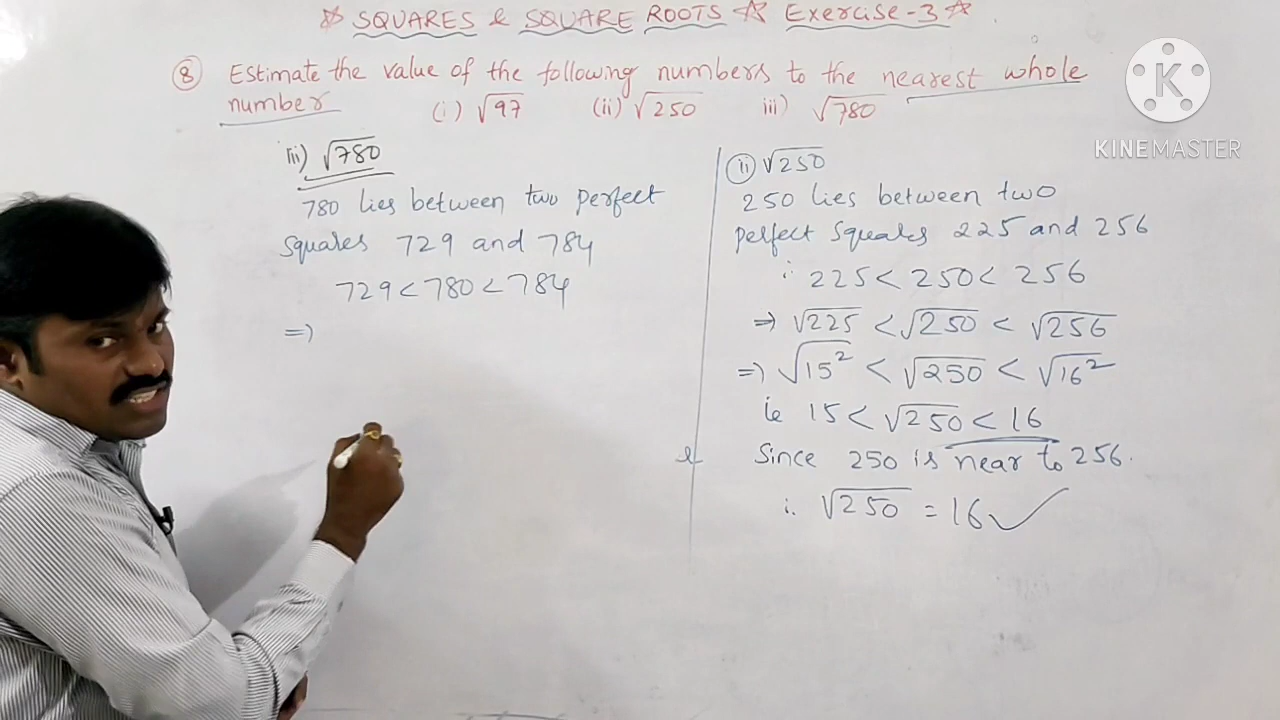 ☆ SQUARES & SQUARE ROOTS ☆ Exercise-3 ☆
⑧ Estimate the value of the following numbers to the nearest whole
number (i) √97 (ii) √250 iii) √780
K
KINEMASTER
iii) √780
780 lies between two perfect
squares 729 and 784
729 < 780 < 784
=>
(ii) √250
250 lies between two
perfect squares 225 and 256
∴ 225 < 250 < 256
=> √225 < √250 < √256
=> √15² < √250 < √16²
ie 15 < √250 < 16
Since 250 is near to 256.
∴ √250 = 16 ✓